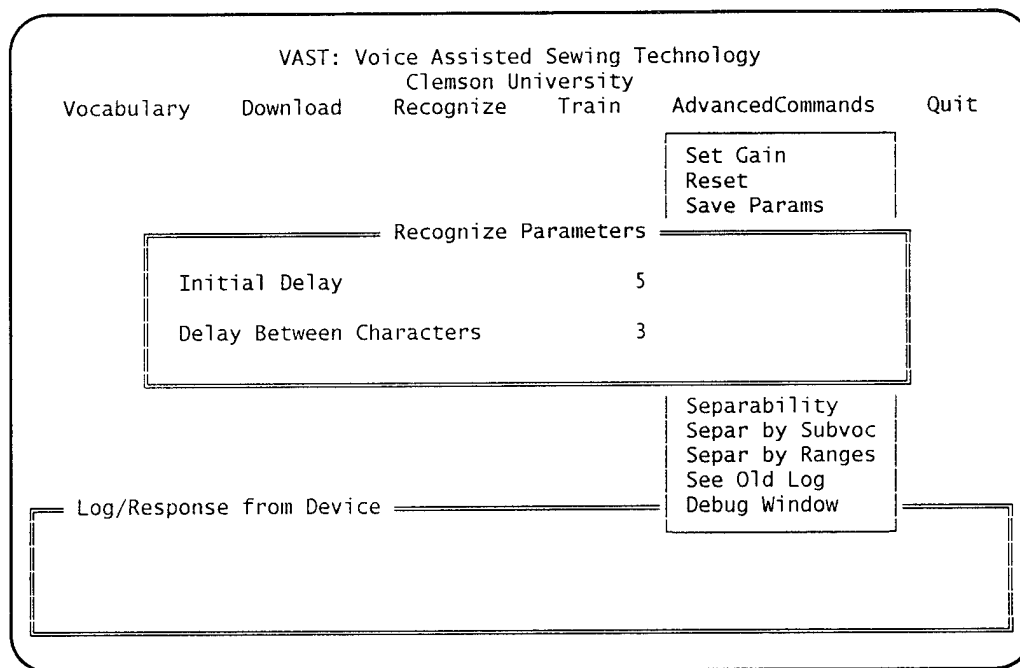 VAST: Voice Assisted Sewing Technology
Clemson University
Vocabulary Download Recognize Train AdvancedCommands Quit
Set Gain
Reset
Save Params
Recognize Parameters
Initial Delay 5
Delay Between Characters 3
Separability
Separ by Subvoc
Separ by Ranges
See Old Log
Debug Window
Log/Response from Device